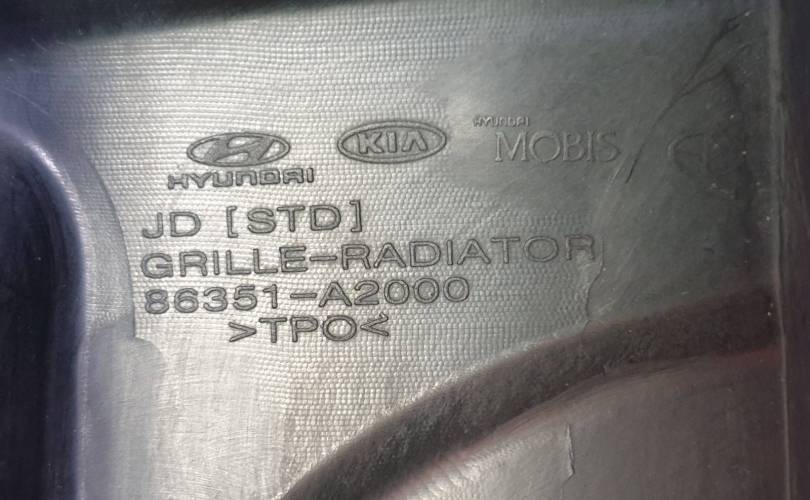 HYUNDAI KIA HYUNDAI MOBIS
JD [STD]
GRILLE-RADIATOR
86351-A2000
>TPO<